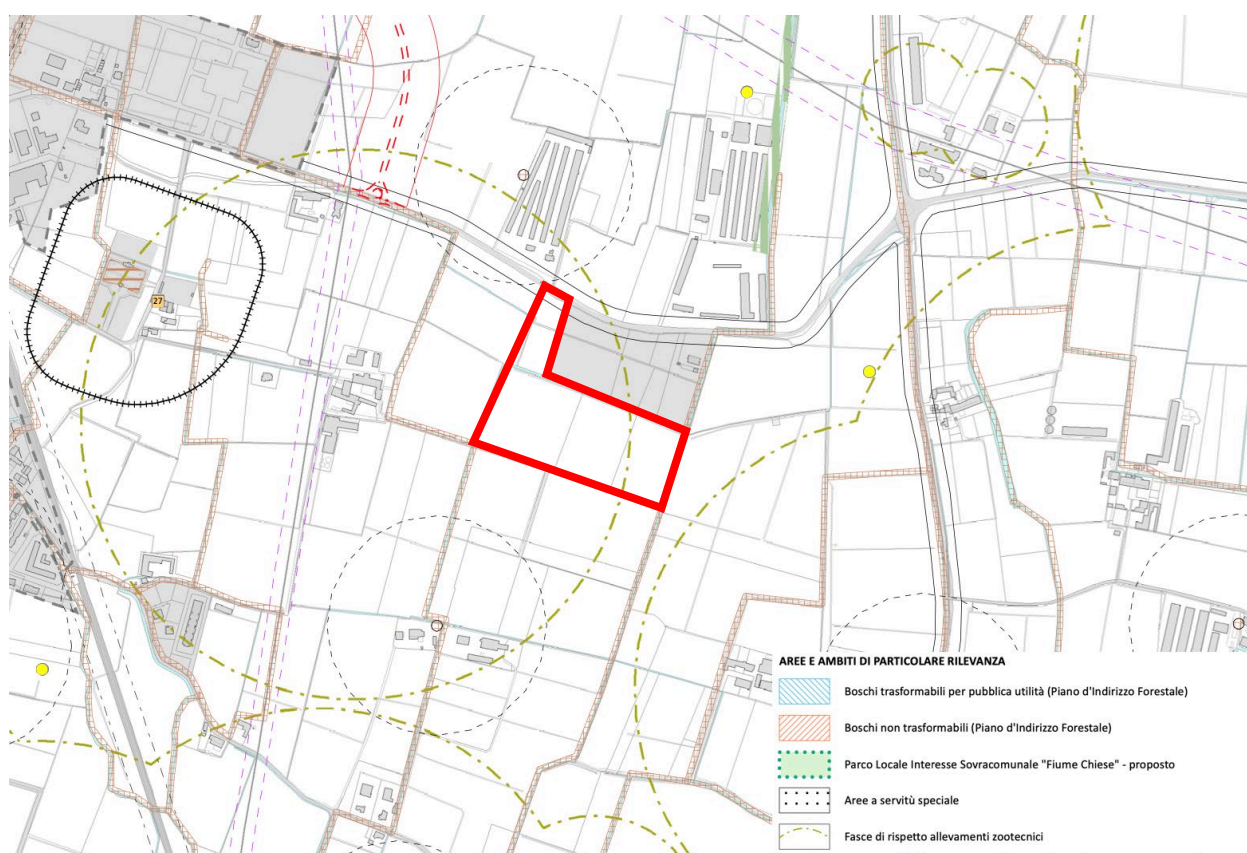 27
AREE E AMBITI DI PARTICOLARE RILEVANZA
Boschi trasformabili per pubblica utilità (Piano d'Indirizzo Forestale)
Boschi non trasformabili (Piano d'Indirizzo Forestale)
Parco Locale Interesse Sovracomunale "Fiume Chiese" - proposto
Aree a servitù speciale
Fasce di rispetto allevamenti zootecnici